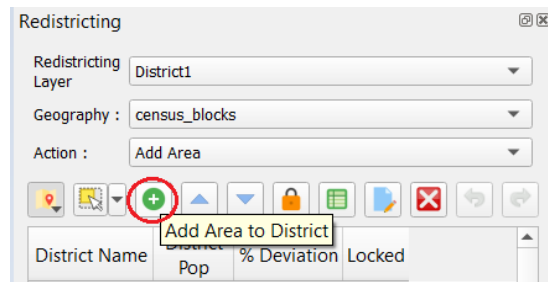 Redistricting
Redistricting Layer
District1
Geography :
census_blocks
Action :
Add Area
Add Area to District
District Name
District Pop
% Deviation
Locked